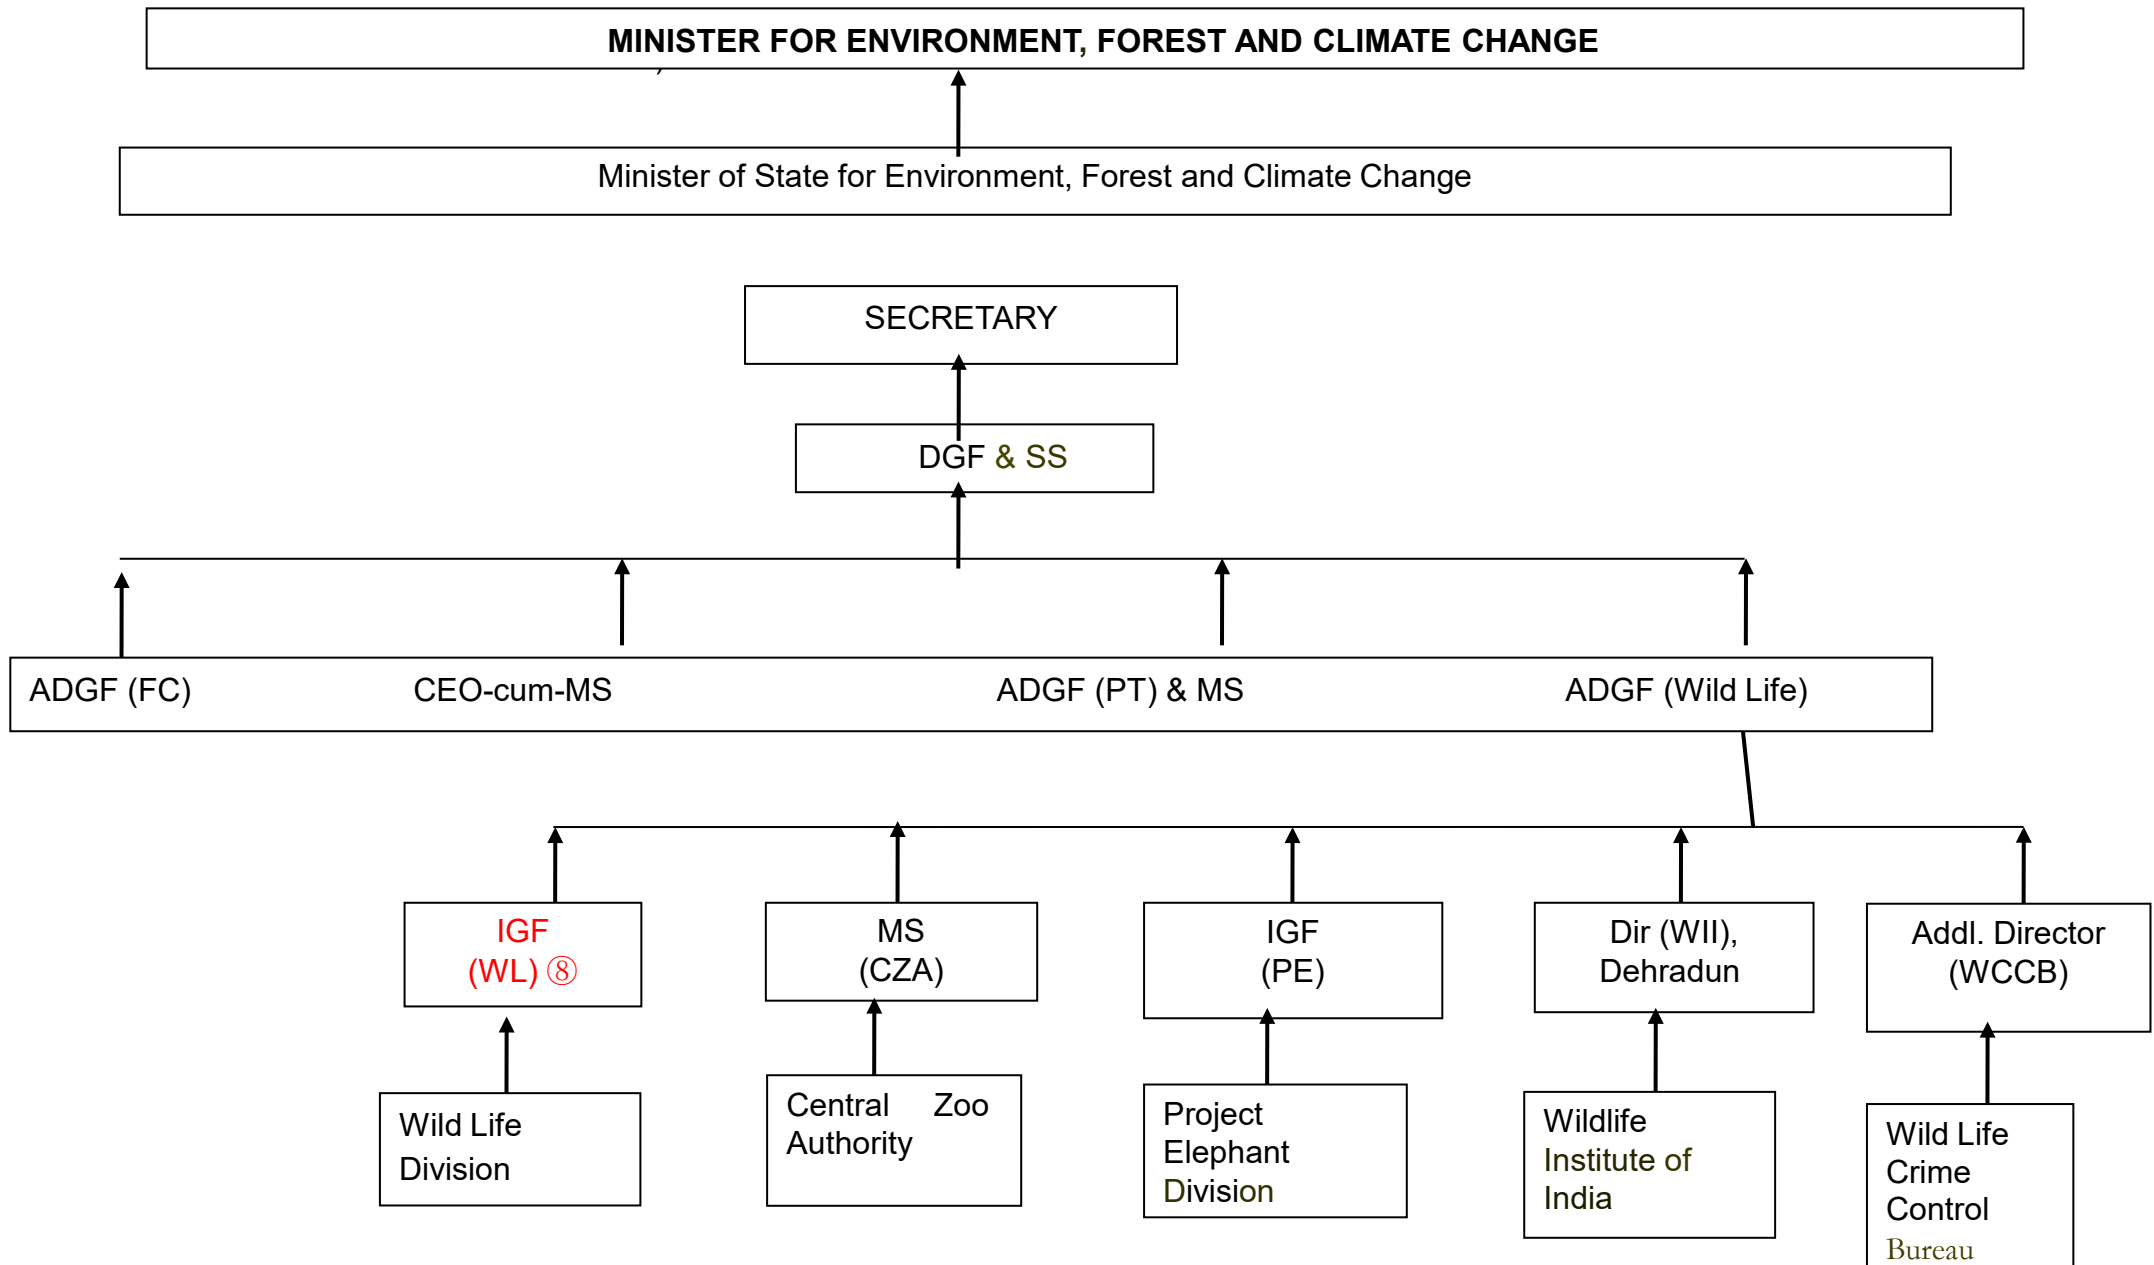 MINISTER FOR ENVIRONMENT, FOREST AND CLIMATE CHANGE
Minister of State for Environment, Forest and Climate Change
SECRETARY
DGF & SS
ADGF (FC) CEO-cum-MS ADGF (PT) & MS ADGF (Wild Life)
IGF
(WL) ⑧
MS
(CZA)
IGF
(PE)
Dir (WII),
Dehradun
Addl. Director
(WCCB)
Wild Life
Division
Central Zoo
Authority
Project
Elephant
Division
Wildlife
Institute of
India
Wild Life
Crime
Control
Bureau